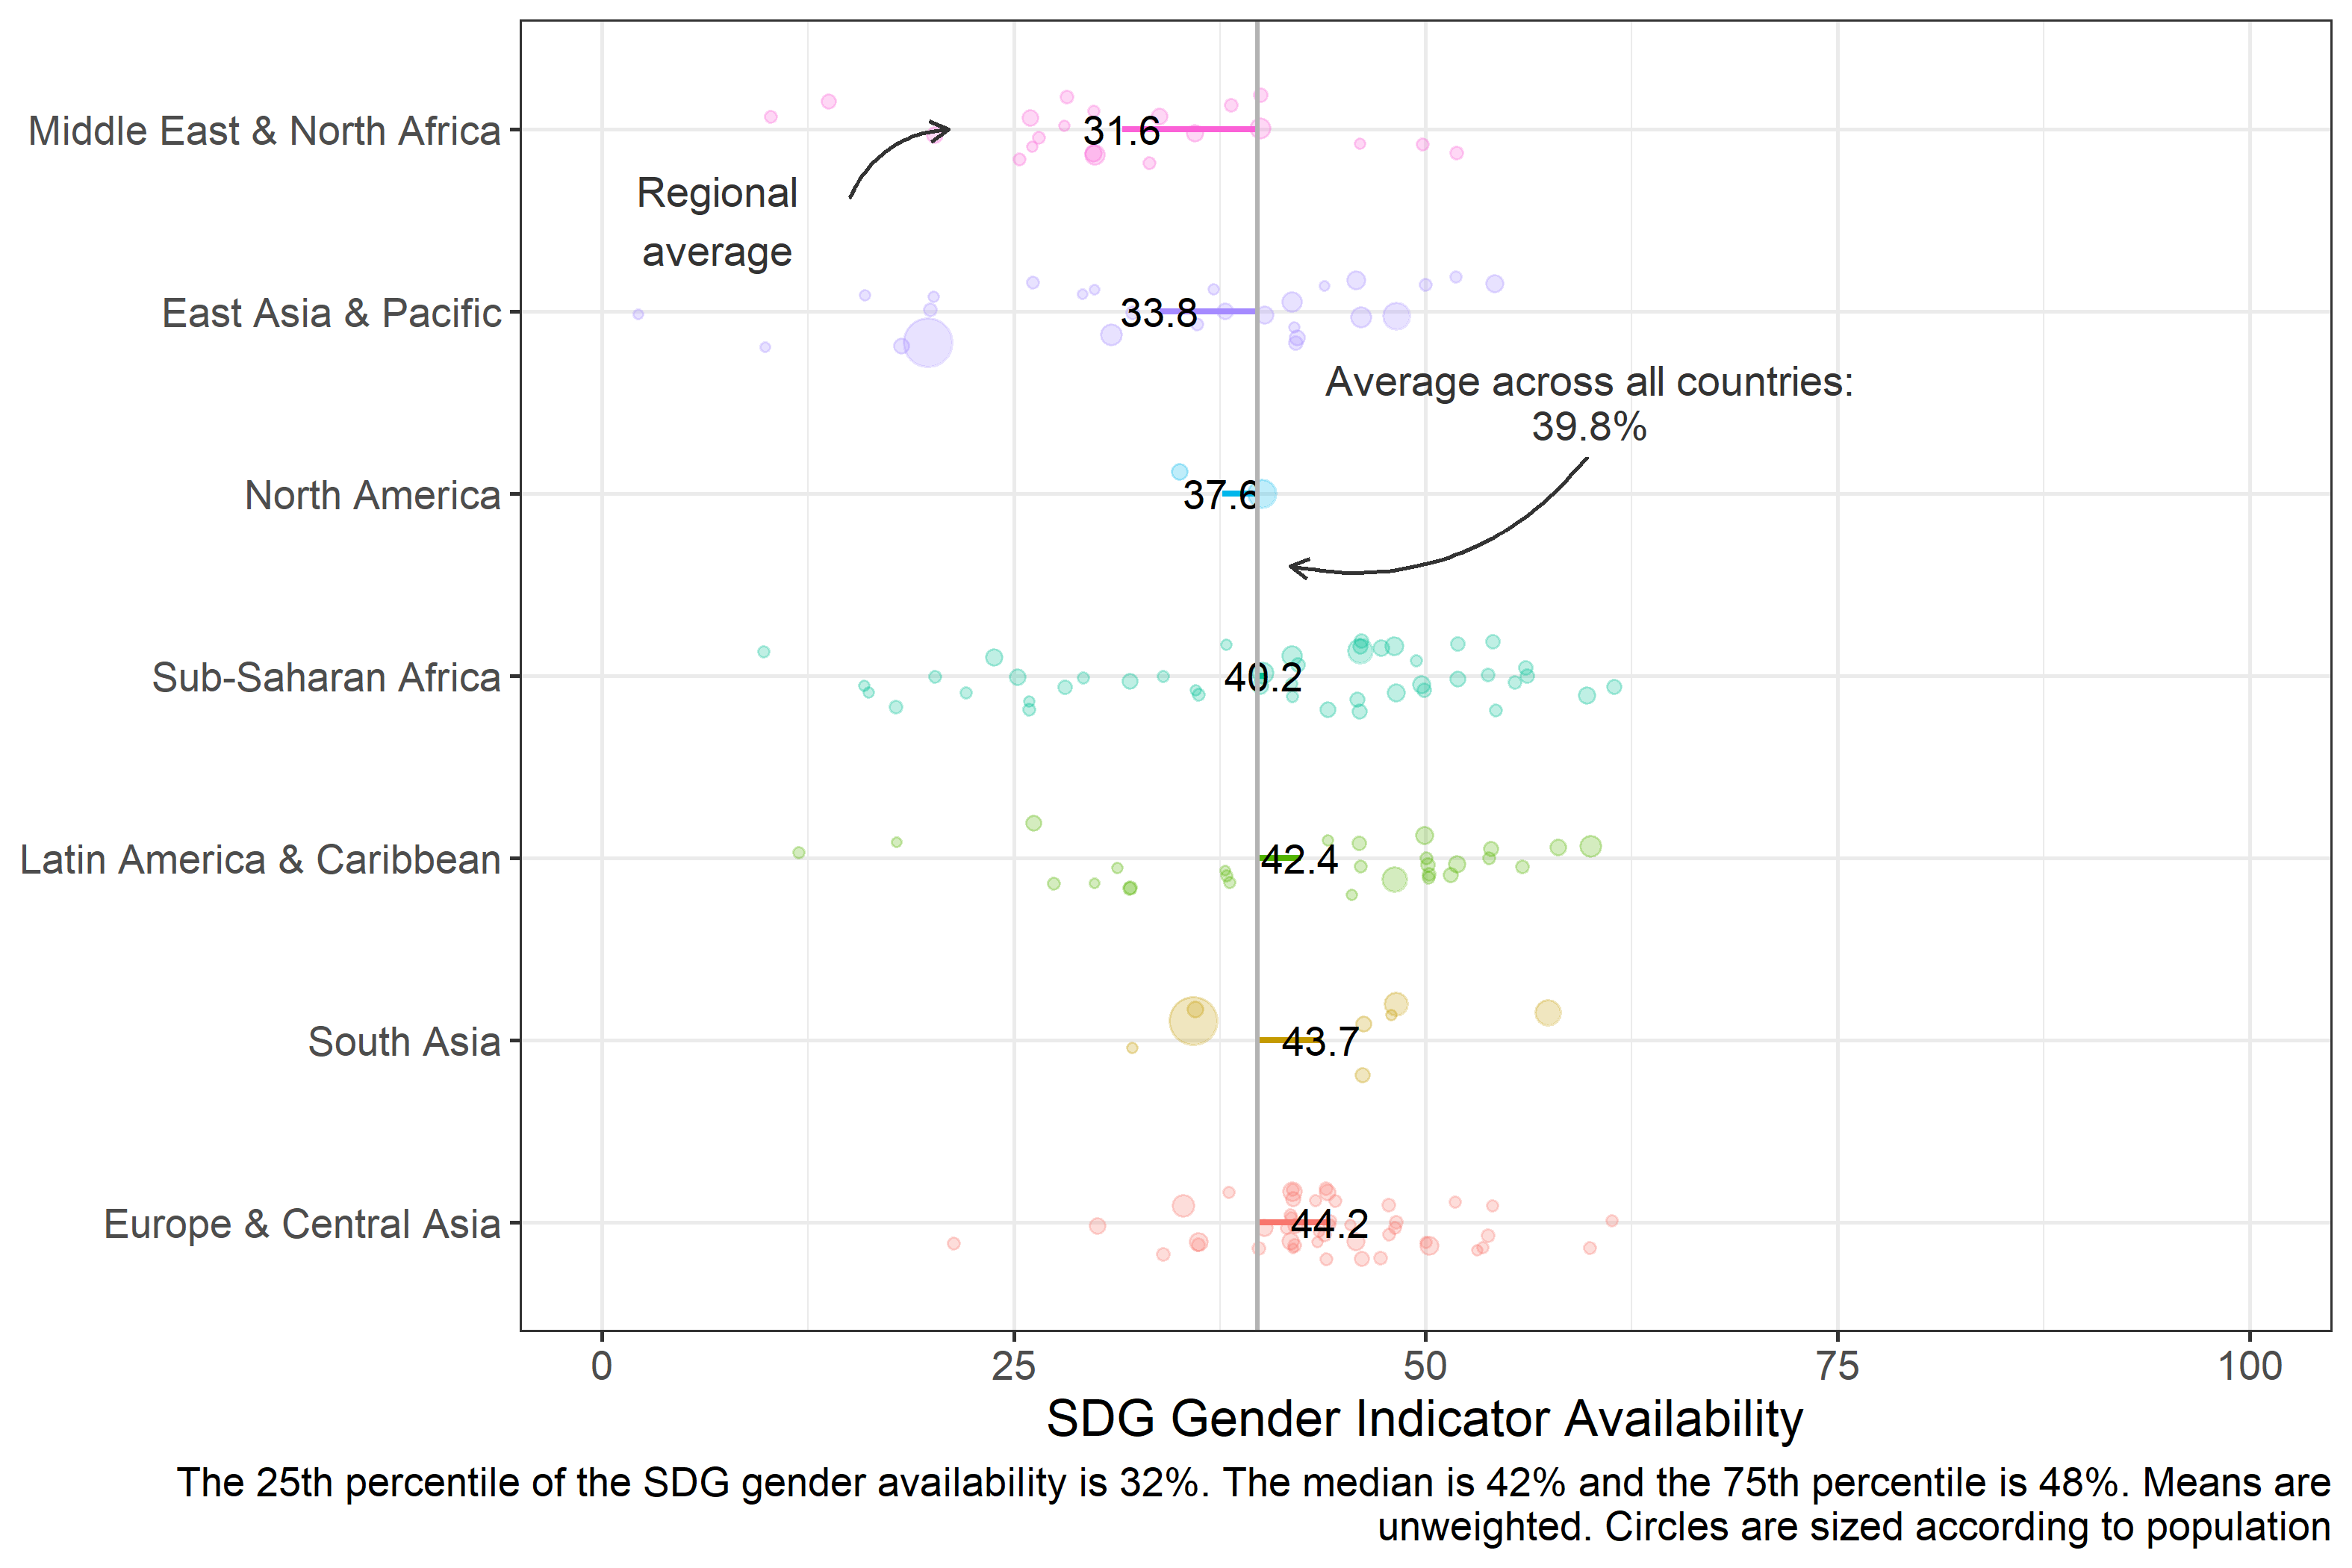 Middle East & North Africa
31.6
Regional
average
East Asia & Pacific
33.8
Average across all countries:
39.8%
North America
37.6
Sub-Saharan Africa
40.2
Latin America & Caribbean
42.4
South Asia
43.7
Europe & Central Asia
44.2
0 25 50 75 100
SDG Gender Indicator Availability
The 25th percentile of the SDG gender availability is 32%. The median is 42% and the 75th percentile is 48%. Means are
unweighted. Circles are sized according to population